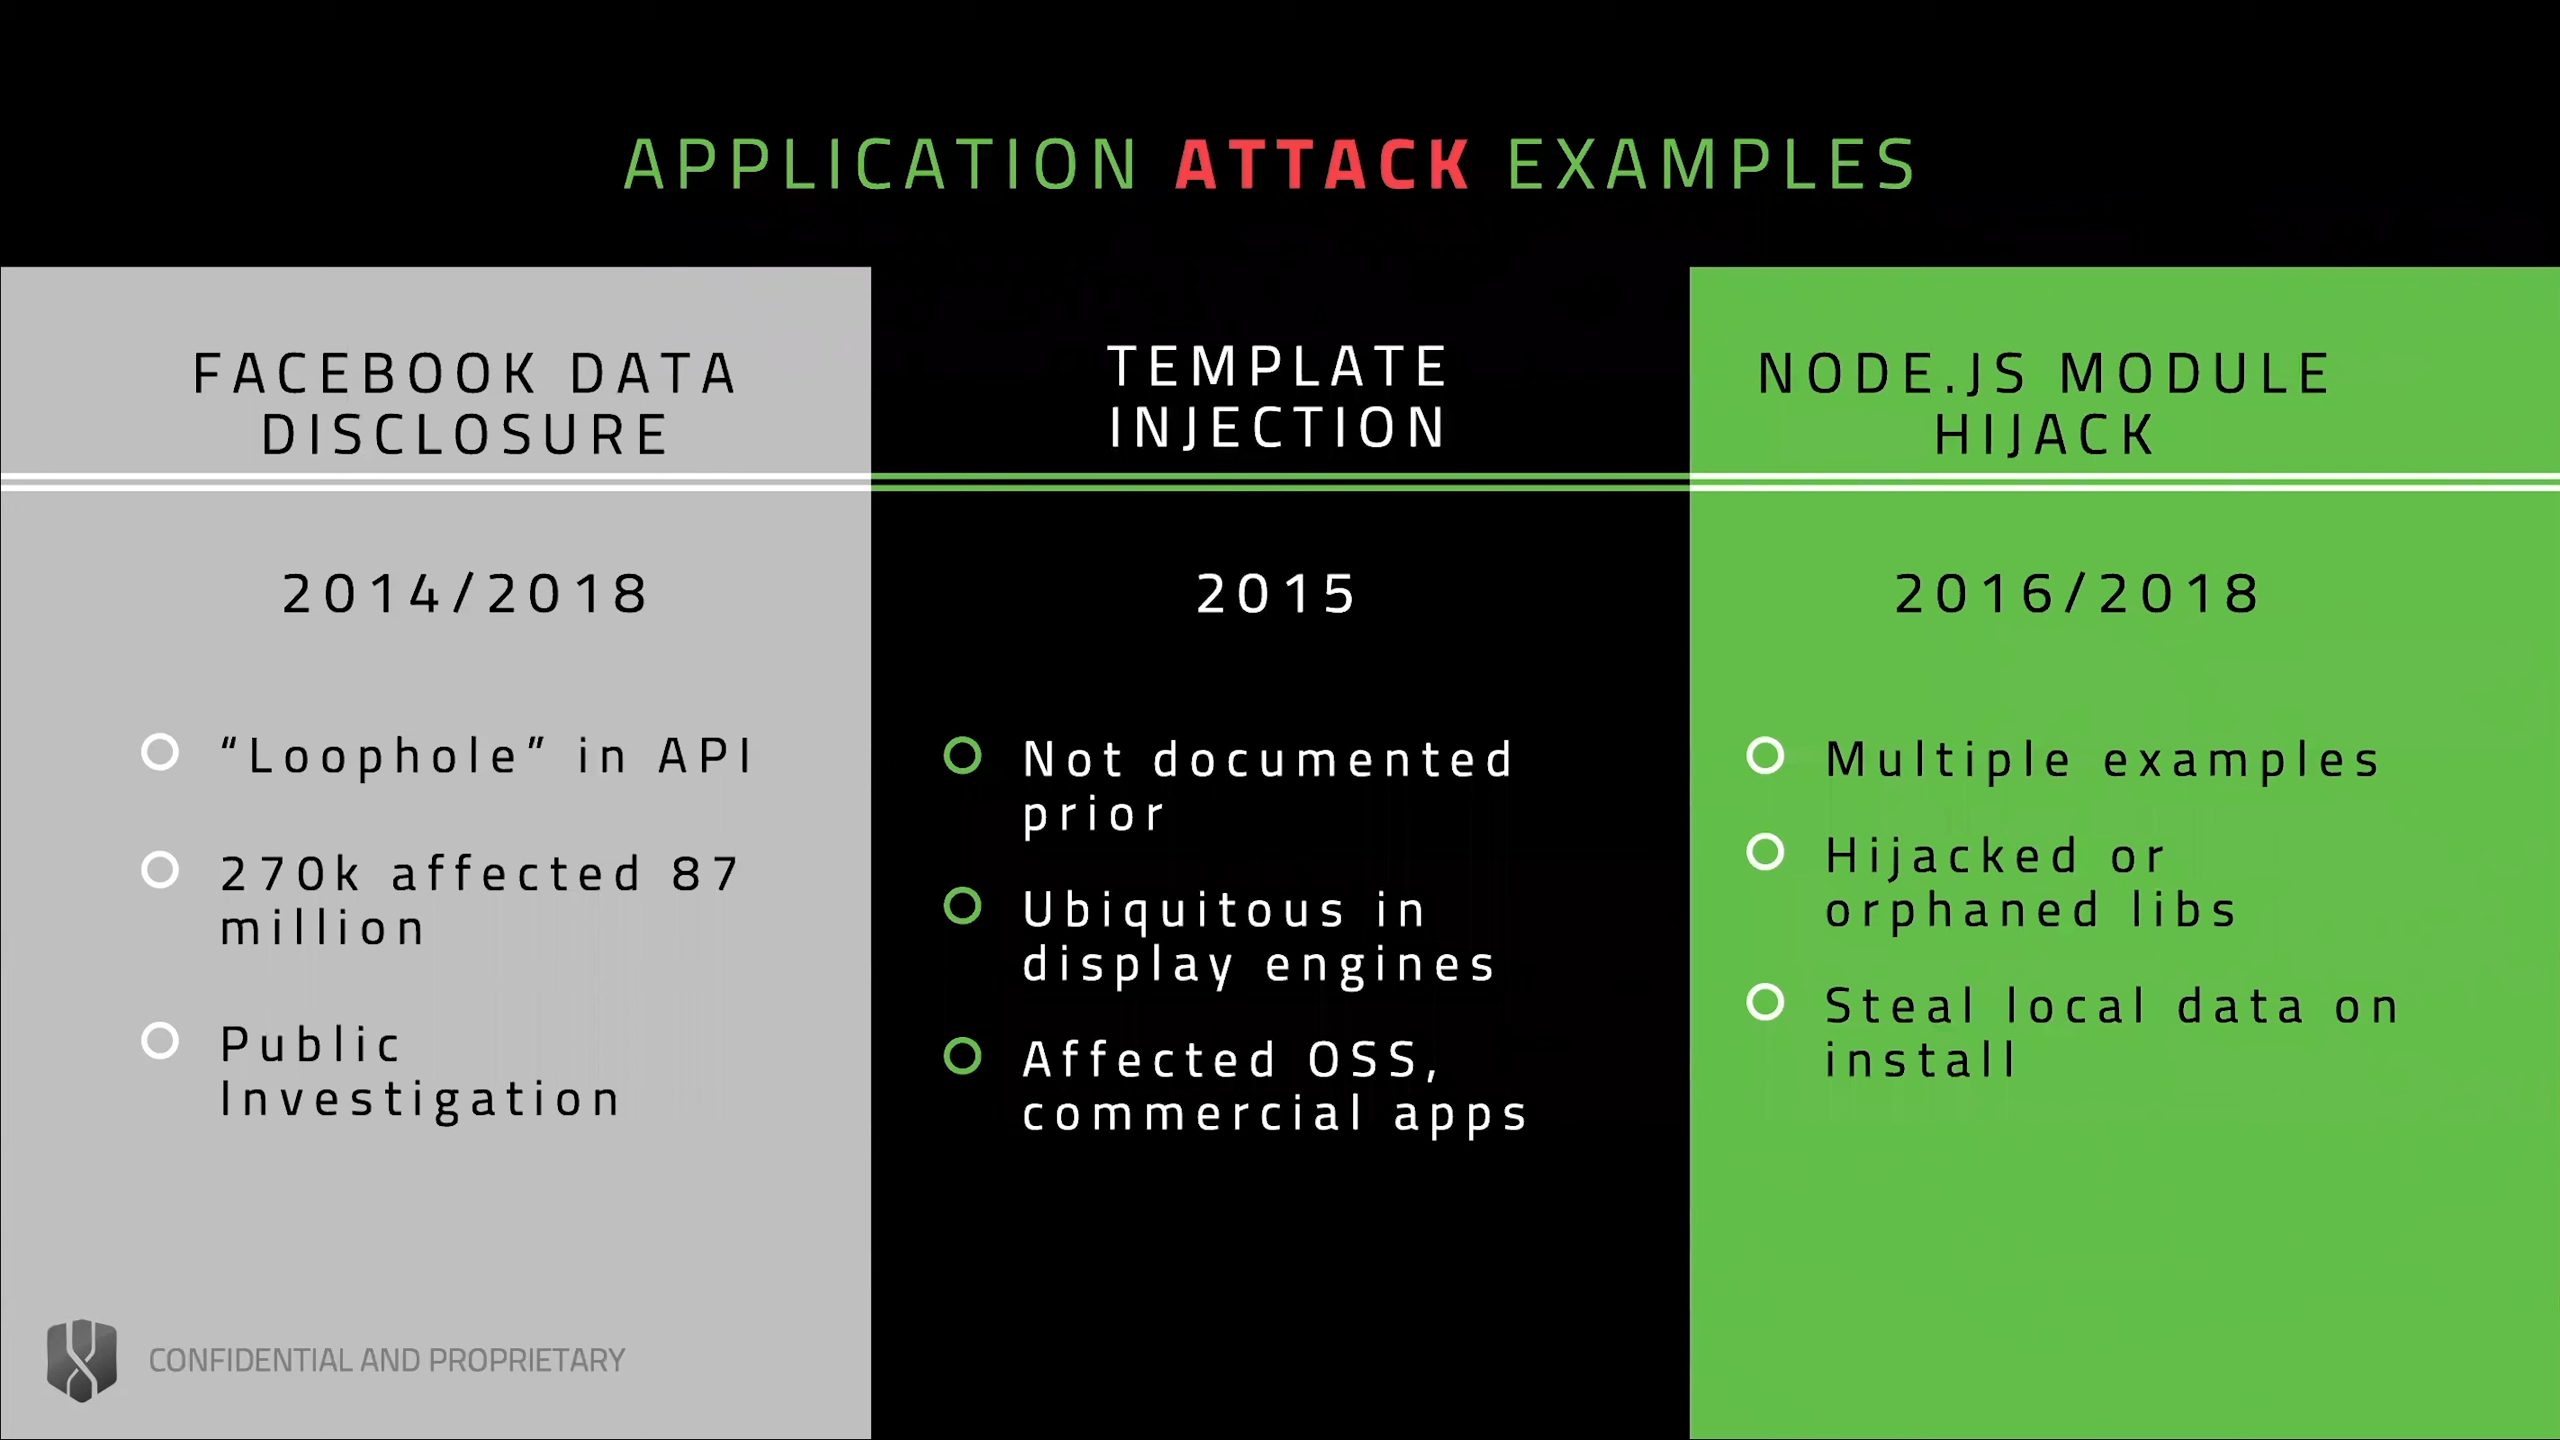 APPLICATION ATTACK EXAMPLES
FACEBOOK DATA
DISCLOSURE
2014/2018
“Loophole” in API
270k affected 87
million
Public
Investigation
TEMPLATE
INJECTION
2015
Not documented
prior
Ubiquitous in
display engines
Affected OSS,
commercial apps
NODE.JS MODULE
HIJACK
2016/2018
Multiple examples
Hijacked or
orphaned libs
Steal local data on
install
CONFIDENTIAL AND PROPRIETARY